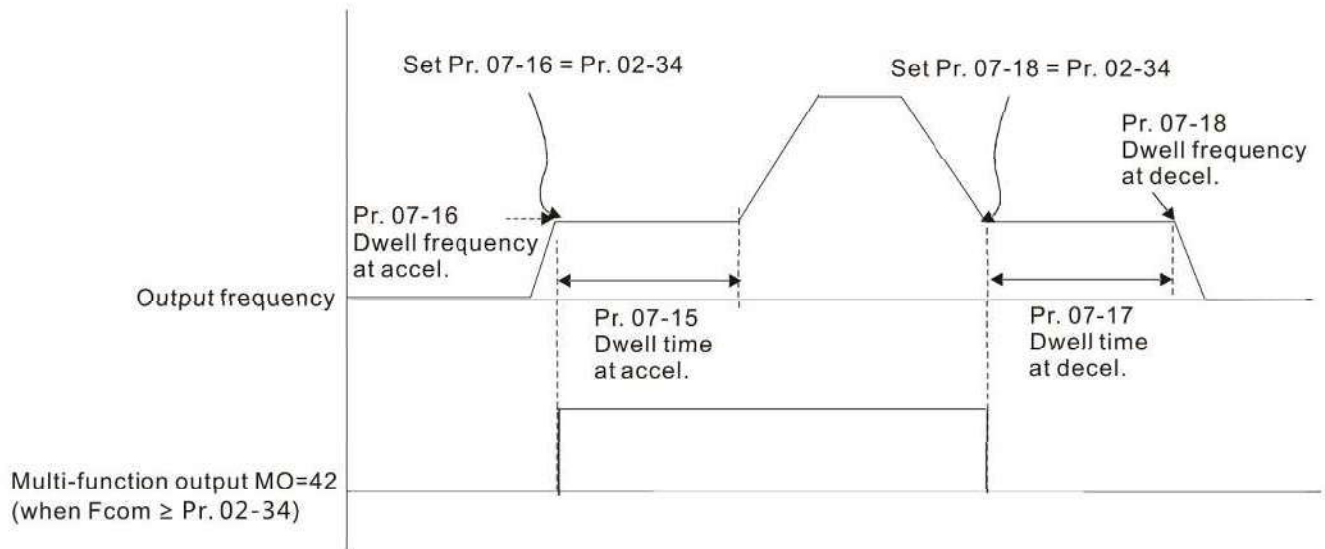 Set Pr. 07-16 = Pr. 02-34
Set Pr. 07-18 = Pr. 02-34
Pr. 07-18
Dwell frequency
at decel.
Pr. 07-16
Dwell frequency
at accel.
Output frequency
Pr. 07-15
Dwell time
at accel.
Pr. 07-17
Dwell time
at decel.
Multi-function output MO=42
(when Fcom ≥ Pr. 02-34)